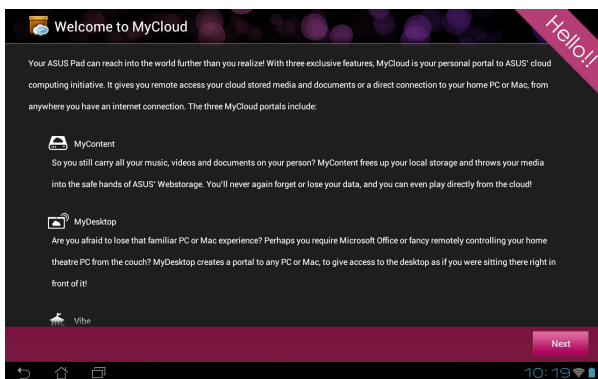 Welcome to MyCloud
Hello!!
Your ASUS Pad can reach into the world further than you realize! With three exclusive features, MyCloud is your personal portal to ASUS' cloud
computing initiative. It gives you remote access your cloud stored media and documents or a direct connection to your home PC or Mac, from
anywhere you have an internet connection. The three MyCloud portals include:
MyContent
So you still carry all your music, videos and documents on your person? MyContent frees up your local storage and throws your media
into the safe hands of ASUS' Webstorage. You'll never again forget or lose your data, and you can even play directly from the cloud!
MyDesktop
Are you afraid to lose that familiar PC or Mac experience? Perhaps you require Microsoft Office or fancy remotely controlling your home
theatre PC from the couch? MyDesktop creates a portal to any PC or Mac, to give access to the desktop as if you were sitting there right in
front of it!
Vibe
Next
10:19